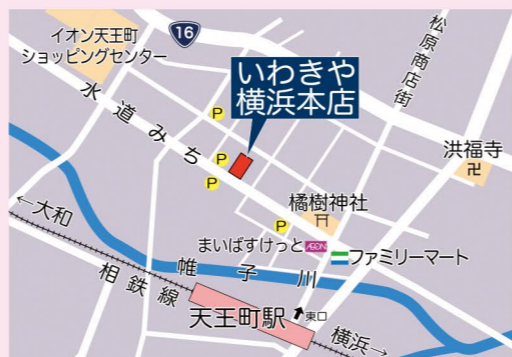 イオン天王町
ショッピングセンター
16
松原商店街
いわきや
横浜本店
水道みち
P
P
P
P
洪福寺
卍
橘樹神社
まいばすけっと
AEON
ファミリーマート
←大和
相鉄線
帷子川
天王町駅
東口
横浜→